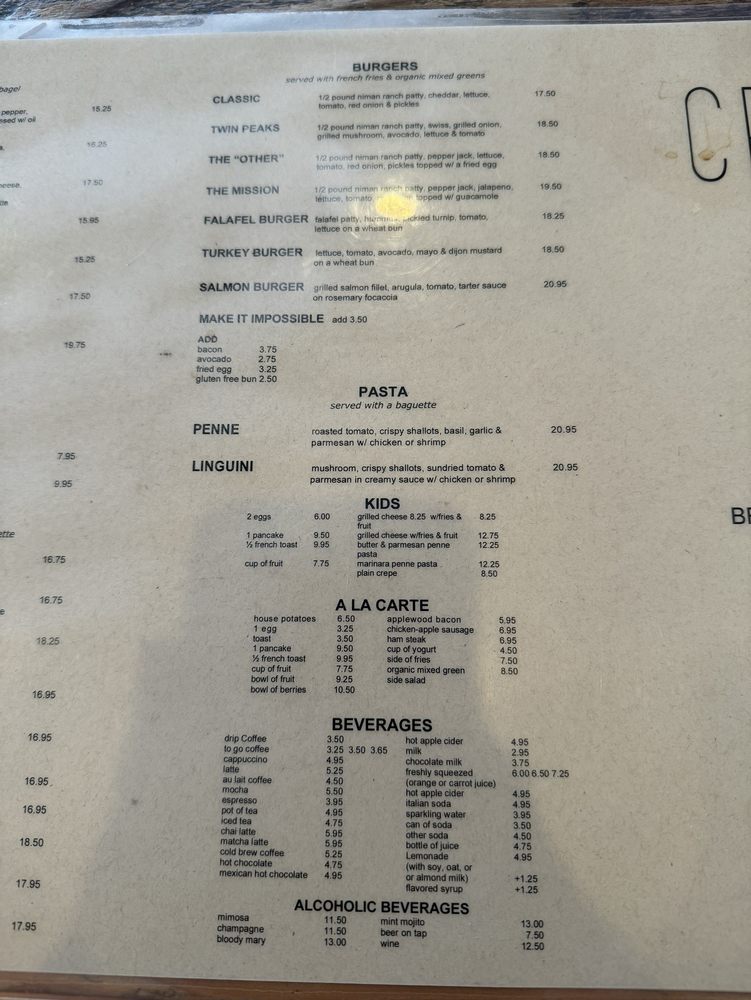 bagel
pepper,
ssed w/ oil
15.25
16.25
17.50
15.95
15.25
17.50
19.75
7.95
9.95
ette
16.75
16.75
18.25
16.95
16.95
16.95
16.95
18.50
17.95
17.95
BURGERS
served with french fries & organic mixed greens
CLASSIC 1/2 pound niman ranch patty, cheddar, lettuce, 17.50
tomato, red onion & pickles
TWIN PEAKS 1/2 pound niman ranch patty, swiss, grilled onion, 18.50
grilled mushroom, avocado, lettuce & tomato
THE "OTHER" 1/2 pound niman ranch patty, pepper jack, lettuce, 18.50
tomato, red onion, pickles topped w/ a fried egg
THE MISSION 1/2 pound niman ranch patty, pepper jack, jalapeno, 19.50
lettuce, tomato, topped w/ guacamole
FALAFEL BURGER falafel patty, pickled turnip, tomato, 18.25
lettuce on a wheat bun
TURKEY BURGER lettuce, tomato, avocado, mayo & dijon mustard 18.50
on a wheat bun
SALMON BURGER grilled salmon fillet, arugula, tomato, tarter sauce 20.95
on rosemary focaccia
MAKE IT IMPOSSIBLE add 3.50
ADD
bacon 3.75
avocado 2.75
fried egg 3.25
gluten free bun 2.50
PASTA
served with a baguette
PENNE roasted tomato, crispy shallots, basil, garlic & 20.95
parmesan w/ chicken or shrimp
LINGUINI mushroom, crispy shallots, sundried tomato & 20.95
parmesan in creamy sauce w/ chicken or shrimp
KIDS
2 eggs 6.00 grilled cheese 8.25 w/fries & 8.25
fruit
1 pancake 9.50 grilled cheese w/fries & fruit 12.75
½ french toast 9.95 butter & parmesan penne 12.25
pasta
cup of fruit 7.75 marinara penne pasta 12.25
plain crepe 8.50
A LA CARTE
house potatoes 6.50 applewood bacon 5.95
1 egg 3.25 chicken-apple sausage 6.95
toast 3.50 ham steak 6.95
1 pancake 9.50 cup of yogurt 4.50
½ french toast 9.95 side of fries 7.50
cup of fruit 7.75 organic mixed green 8.50
bowl of fruit 9.25 side salad
bowl of berries 10.50
BEVERAGES
drip Coffee 3.50 hot apple cider 4.95
to go coffee 3.25 3.50 3.65 milk 2.95
cappuccino 4.95 chocolate milk 3.75
latte 5.25 freshly squeezed 6.00 6.50 7.25
au lait coffee 4.50 (orange or carrot juice)
mocha 5.50 hot apple cider 4.95
espresso 3.95 italian soda 4.95
pot of tea 4.95 sparkling water 3.95
iced tea 4.75 can of soda 3.50
chai latte 5.95 other soda 4.50
matcha latte 5.95 bottle of juice 4.75
cold brew coffee 5.25 Lemonade 4.95
hot chocolate 4.75 (with soy, oat, or
mexican hot chocolate 4.95 or almond milk) +1.25
flavored syrup +1.25
ALCOHOLIC BEVERAGES
mimosa 11.50 mint mojito 13.00
champagne 11.50 beer on tap 7.50
bloody mary 13.00 wine 12.50
C